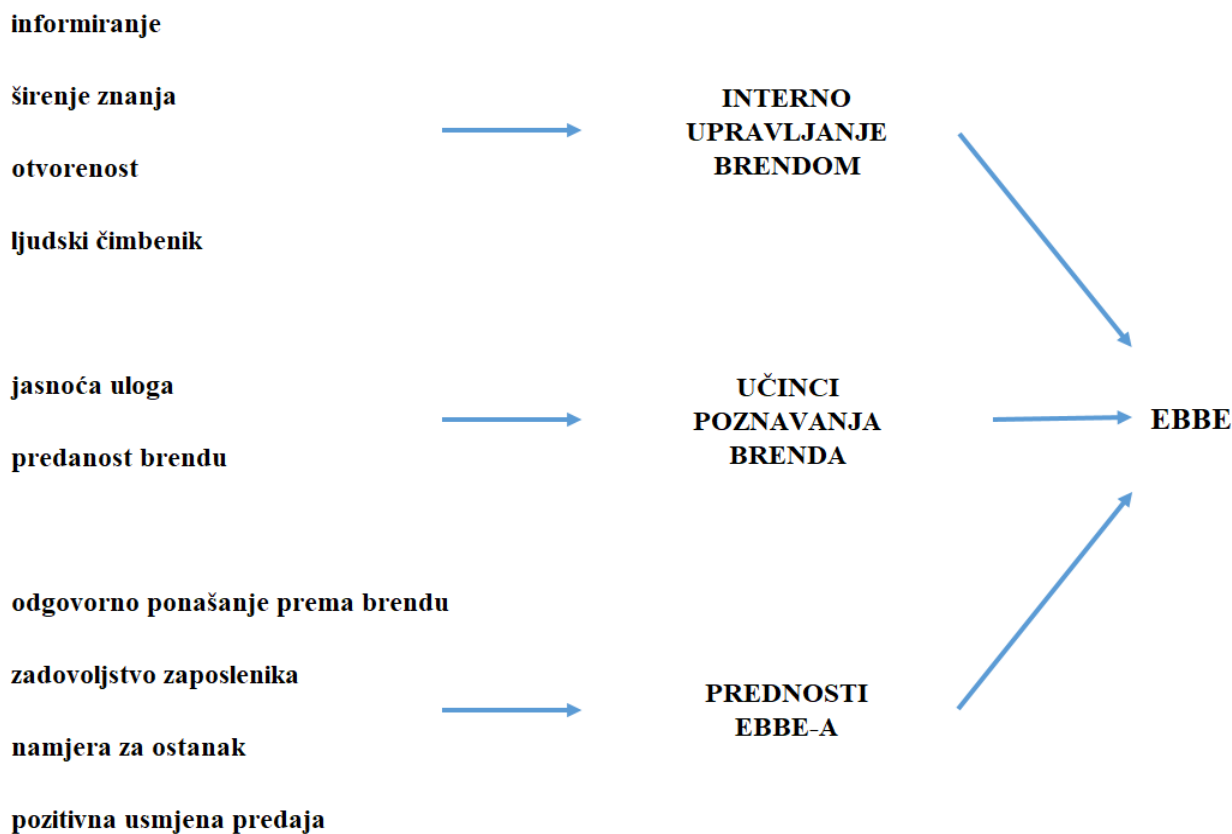 informiranje
širenje znanja
otvorenost
ljudski čimbenik
INTERNO
UPRAVLJANJE
BRENDOM
jasnoća uloga
predanost brendu
UČINCI
POZNAVANJA
BRENDA
EBBE
odgovorno ponašanje prema brendu
zadovoljstvo zaposlenika
namjera za ostanak
pozitivna usmjena predaja
PREDNOSTI
EBBE-A